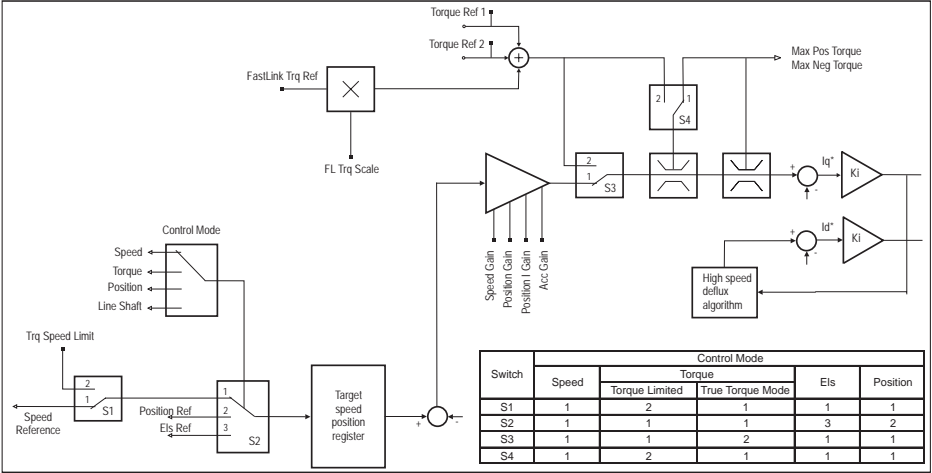 Torque Ref 1
Torque Ref 2
+
Max Pos Torque
Max Neg Torque
FastLink Trq Ref
FL Trq Scale
2
1
S4
2
1
S3
+
-
Iq*
Ki
+
-
Id*
Ki
Speed Gain
Position Gain
Position I Gain
Acc Gain
High speed
deflux
algorithm
Control Mode
Speed
Torque
Position
Line Shaft
Trq Speed Limit
2
1
S1
Speed
Reference
Position Ref
Els Ref
1
2
3
S2
Target
speed
position
register
+
-
Switch
Control Mode
Speed
Torque
Torque Limited
True Torque Mode
Els
Position
S1 1 2 1 1 1
S2 1 1 1 3 2
S3 1 1 2 1 1
S4 1 2 1 1 1